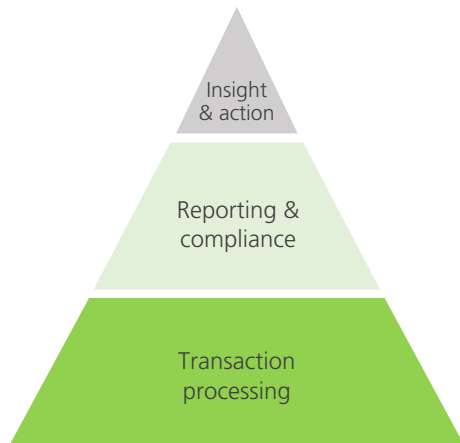 Insight
& action
Reporting &
compliance
Transaction
processing